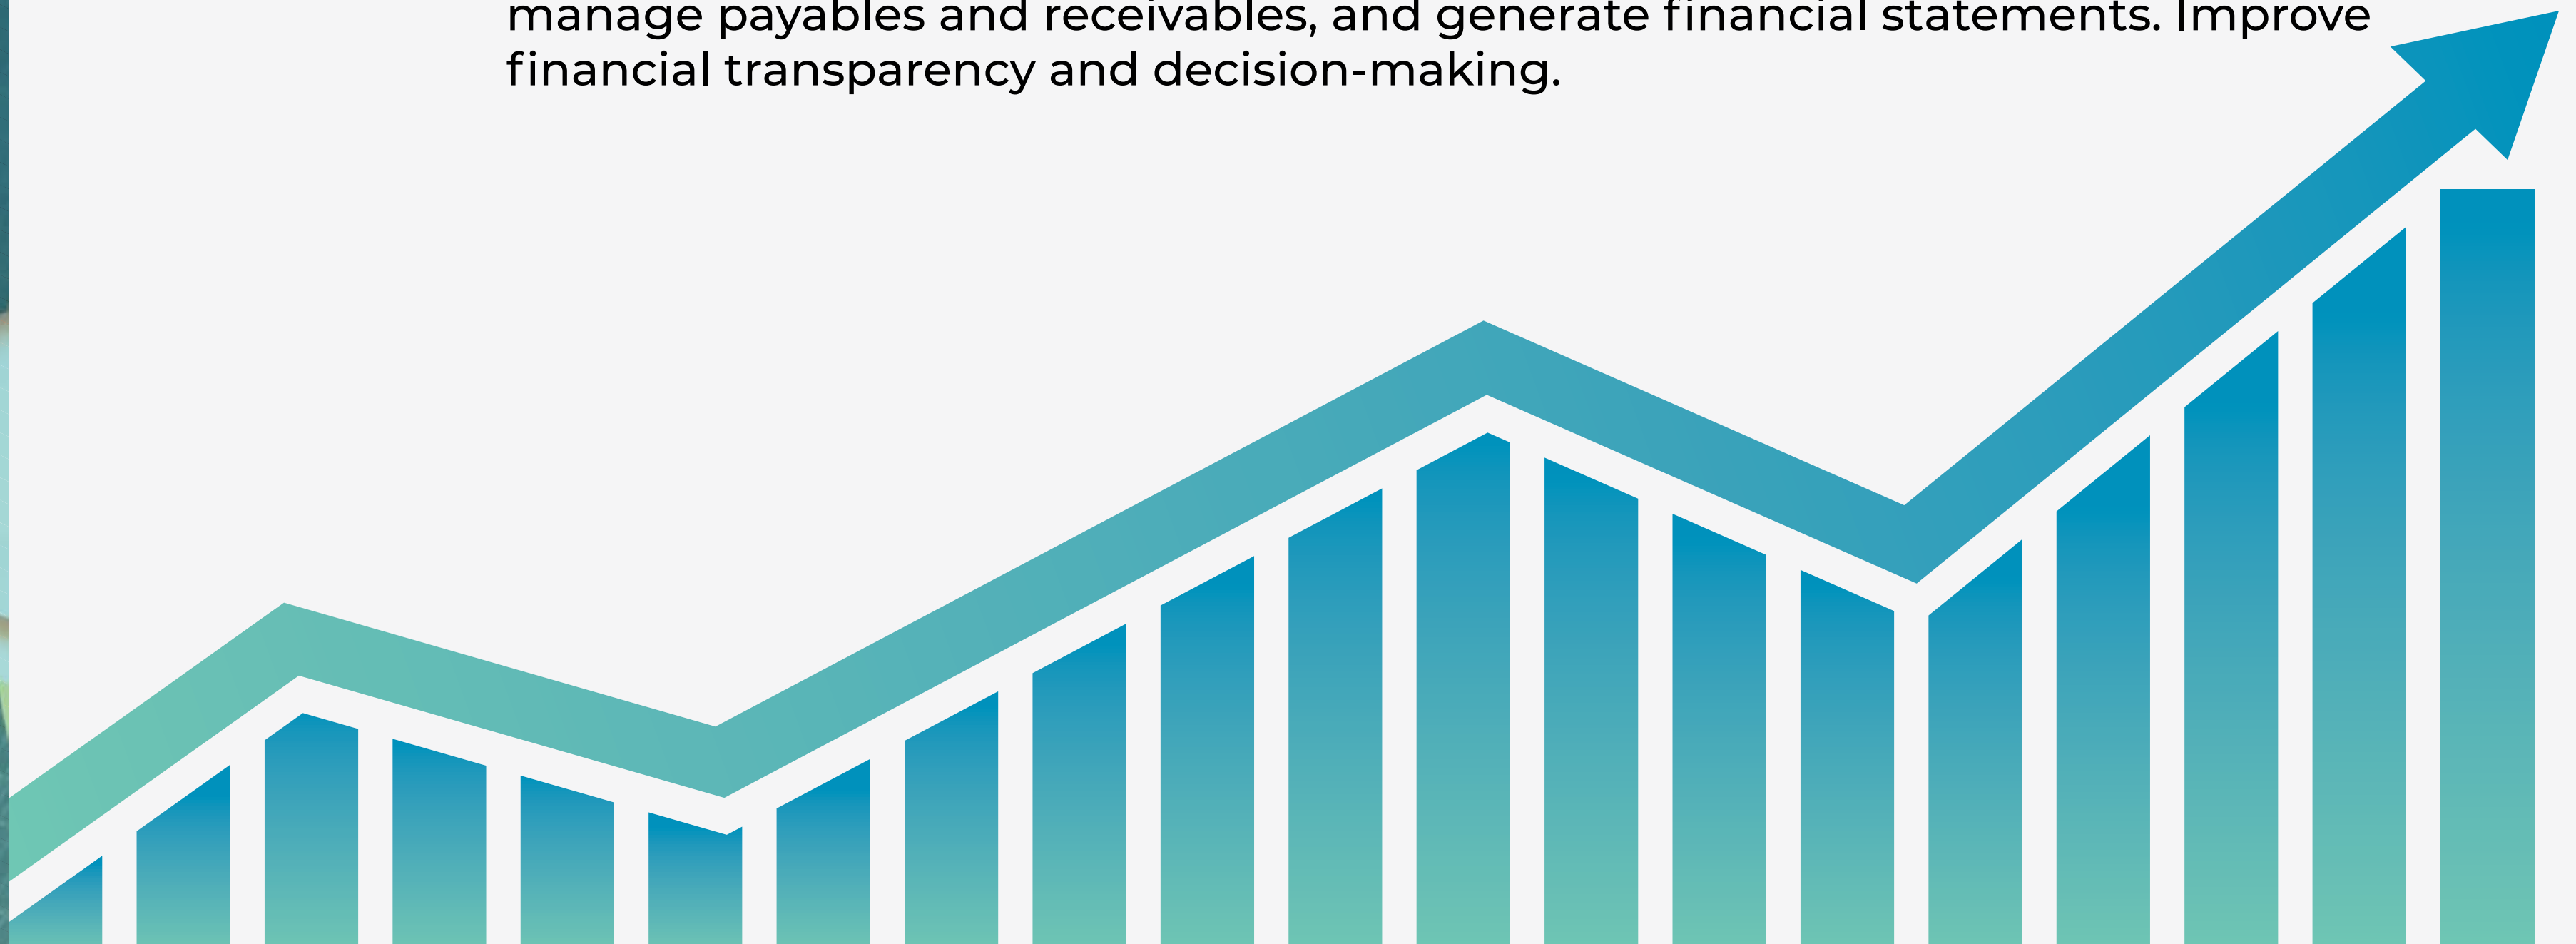 manage payables and receivables, and generate financial statements. Improve
financial transparency and decision-making.